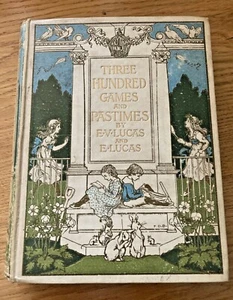 THREE
HUNDRED
GAMES
AND
PASTIMES
BY
E·V·LUCAS
AND
E·LUCAS